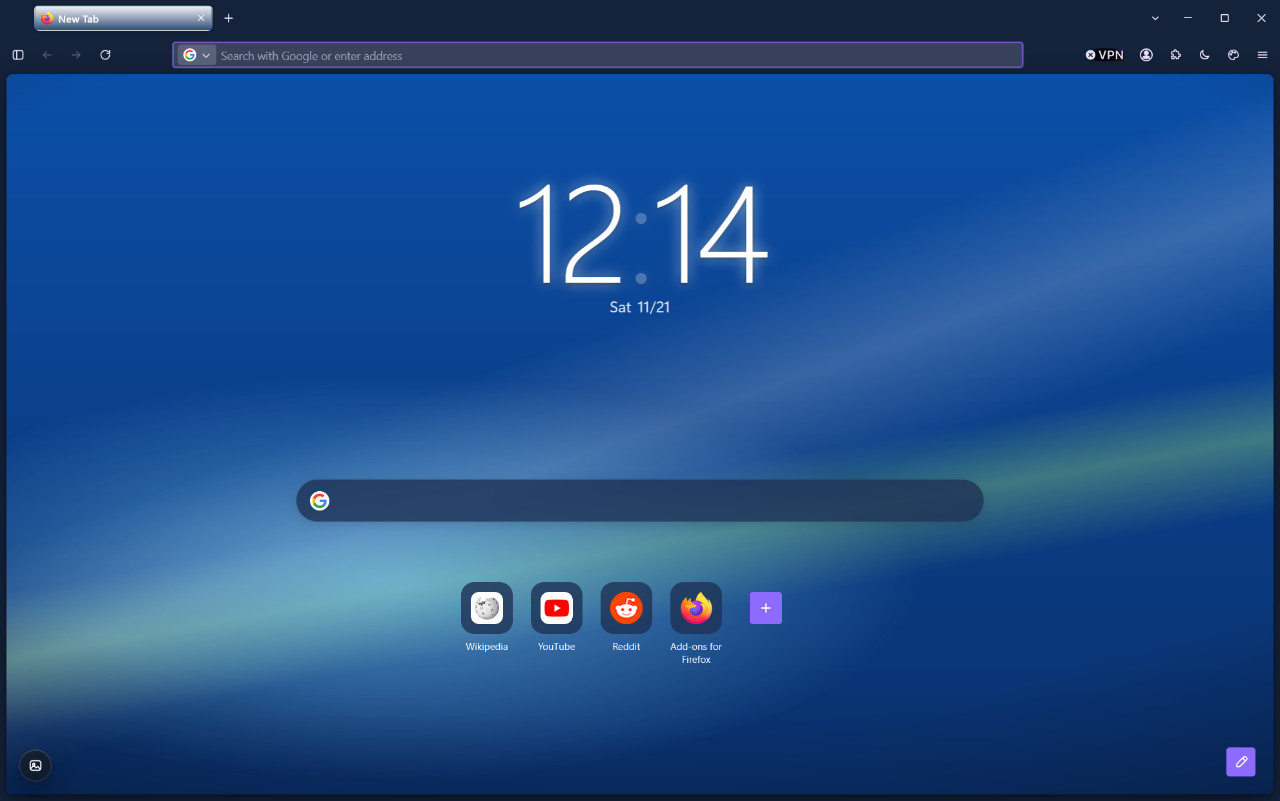 New Tab
Search with Google or enter address
VPN
12:14
Sat 11/21
Wikipedia
YouTube
Reddit
Add-ons for
Firefox